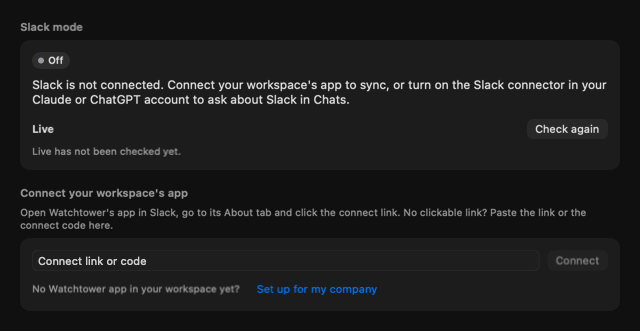 Slack mode
Off
Slack is not connected. Connect your workspace's app to sync, or turn on the Slack connector in your
Claude or ChatGPT account to ask about Slack in Chats.
Live
Check again
Live has not been checked yet.
Connect your workspace's app
Open Watchtower's app in Slack, go to its About tab and click the connect link. No clickable link? Paste the link or the
connect code here.
Connect link or code
Connect
No Watchtower app in your workspace yet?
Set up for my company